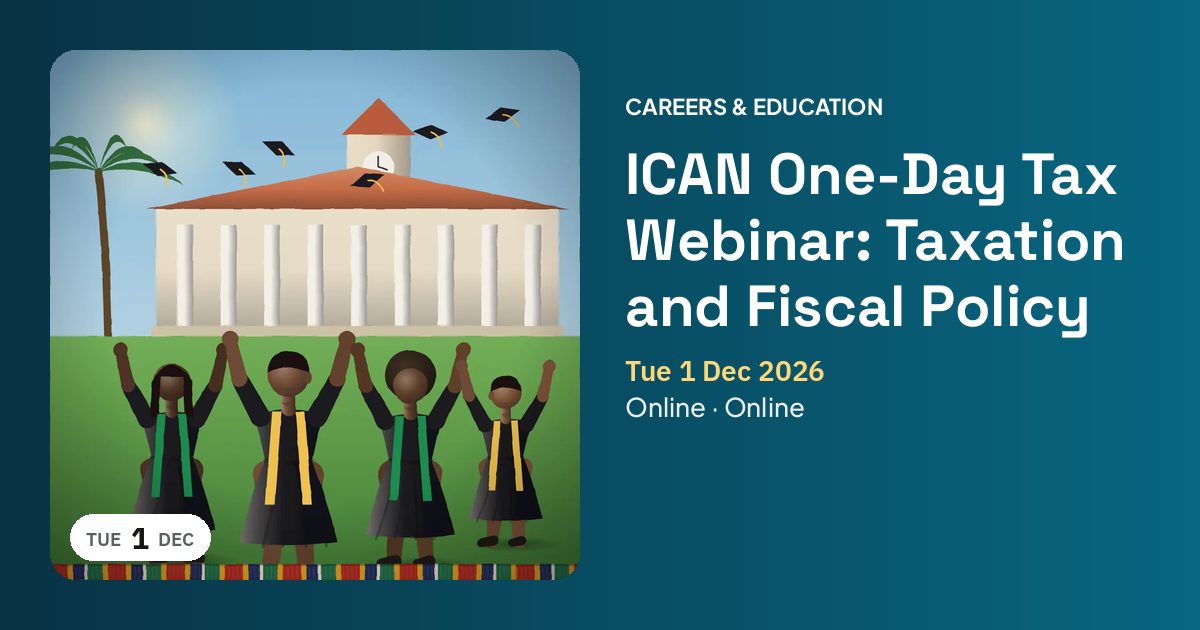 CAREERS & EDUCATION
ICAN One-Day Tax
Webinar: Taxation
and Fiscal Policy
Tue 1 Dec 2026
Online · Online
TUE 1 DEC